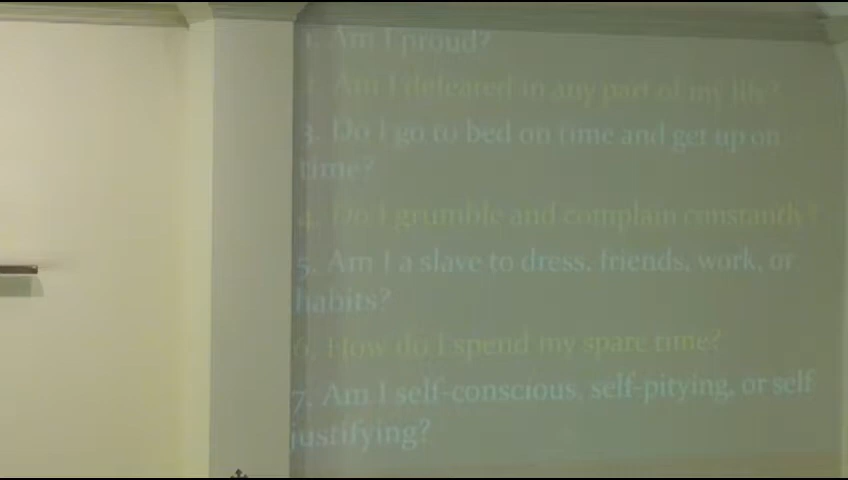 1. Am I proud?
2. Am I defeated in any part of my life?
3. Do I go to bed on time and get up on
time?
4. Do I grumble and complain constantly?
5. Am I a slave to dress, friends, work, or
habits?
6. How do I spend my spare time?
7. Am I self-conscious, self-pitying, or self-
justifying?